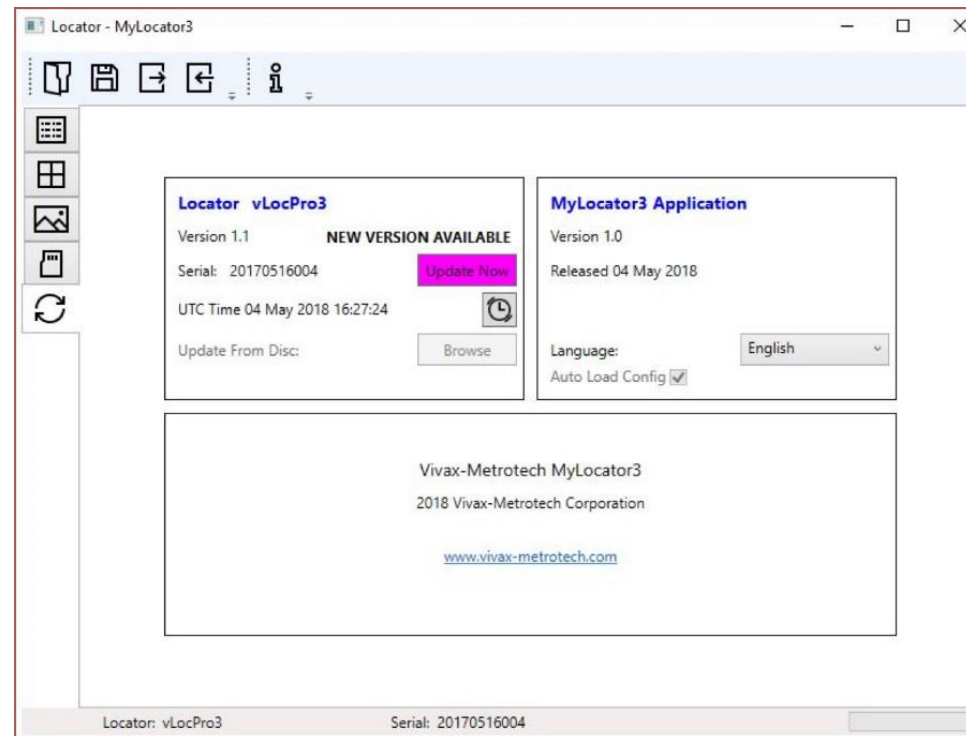 Locator - MyLocator3
Locator vLocPro3
Version 1.1 NEW VERSION AVAILABLE
Serial: 20170516004 Update Now
UTC Time 04 May 2018 16:27:24
Update From Disc: Browse
MyLocator3 Application
Version 1.0
Released 04 May 2018
Language: English
Auto Load Config
Vivax-Metrotech MyLocator3
2018 Vivax-Metrotech Corporation
www.vivax-metrotech.com
Locator: vLocPro3 Serial: 20170516004